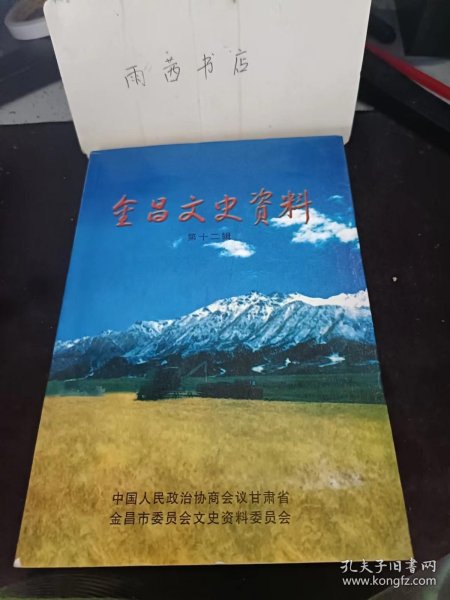 雨茜书店
金昌文史资料
第十二辑
中国人民政治协商会议甘肃省
金昌市委员会文史资料委员会
孔夫子旧书网
www.kongfz.com